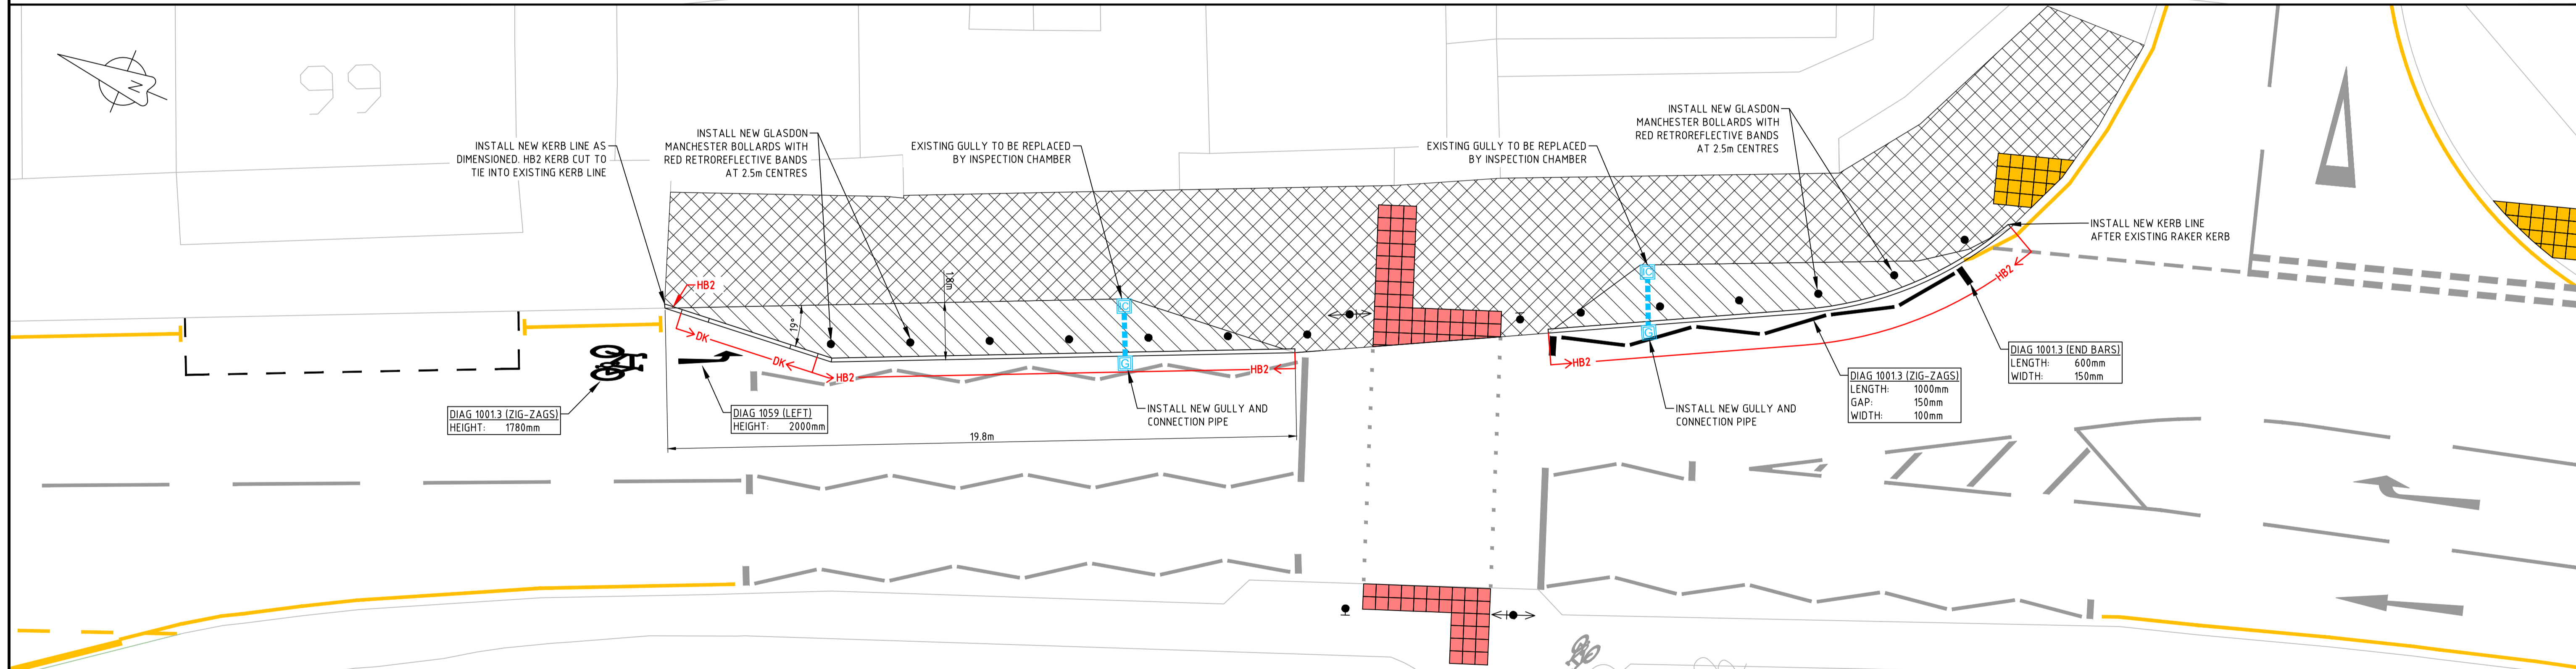 N
99
INSTALL NEW KERB LINE AS
DIMENSIONED. HB2 KERB CUT TO
TIE INTO EXISTING KERB LINE
INSTALL NEW GLASDON
MANCHESTER BOLLARDS WITH
RED RETROREFLECTIVE BANDS
AT 2.5m CENTRES
EXISTING GULLY TO BE REPLACED
BY INSPECTION CHAMBER
EXISTING GULLY TO BE REPLACED
BY INSPECTION CHAMBER
INSTALL NEW GLASDON
MANCHESTER BOLLARDS WITH
RED RETROREFLECTIVE BANDS
AT 2.5m CENTRES
INSTALL NEW KERB LINE
AFTER EXISTING RAKER KERB
HB2
1.8m
IC
IC
HB2
19°
DK
DK
HB2
G
HB2
G
HB2
DIAG 1001.3 (ZIG-ZAGS)
HEIGHT: 1780mm
DIAG 1059 (LEFT)
HEIGHT: 2000mm
INSTALL NEW GULLY AND
CONNECTION PIPE
19.8m
INSTALL NEW GULLY AND
CONNECTION PIPE
DIAG 1001.3 (ZIG-ZAGS)
LENGTH: 1000mm
GAP: 150mm
WIDTH: 100mm
DIAG 1001.3 (END BARS)
LENGTH: 600mm
WIDTH: 150mm